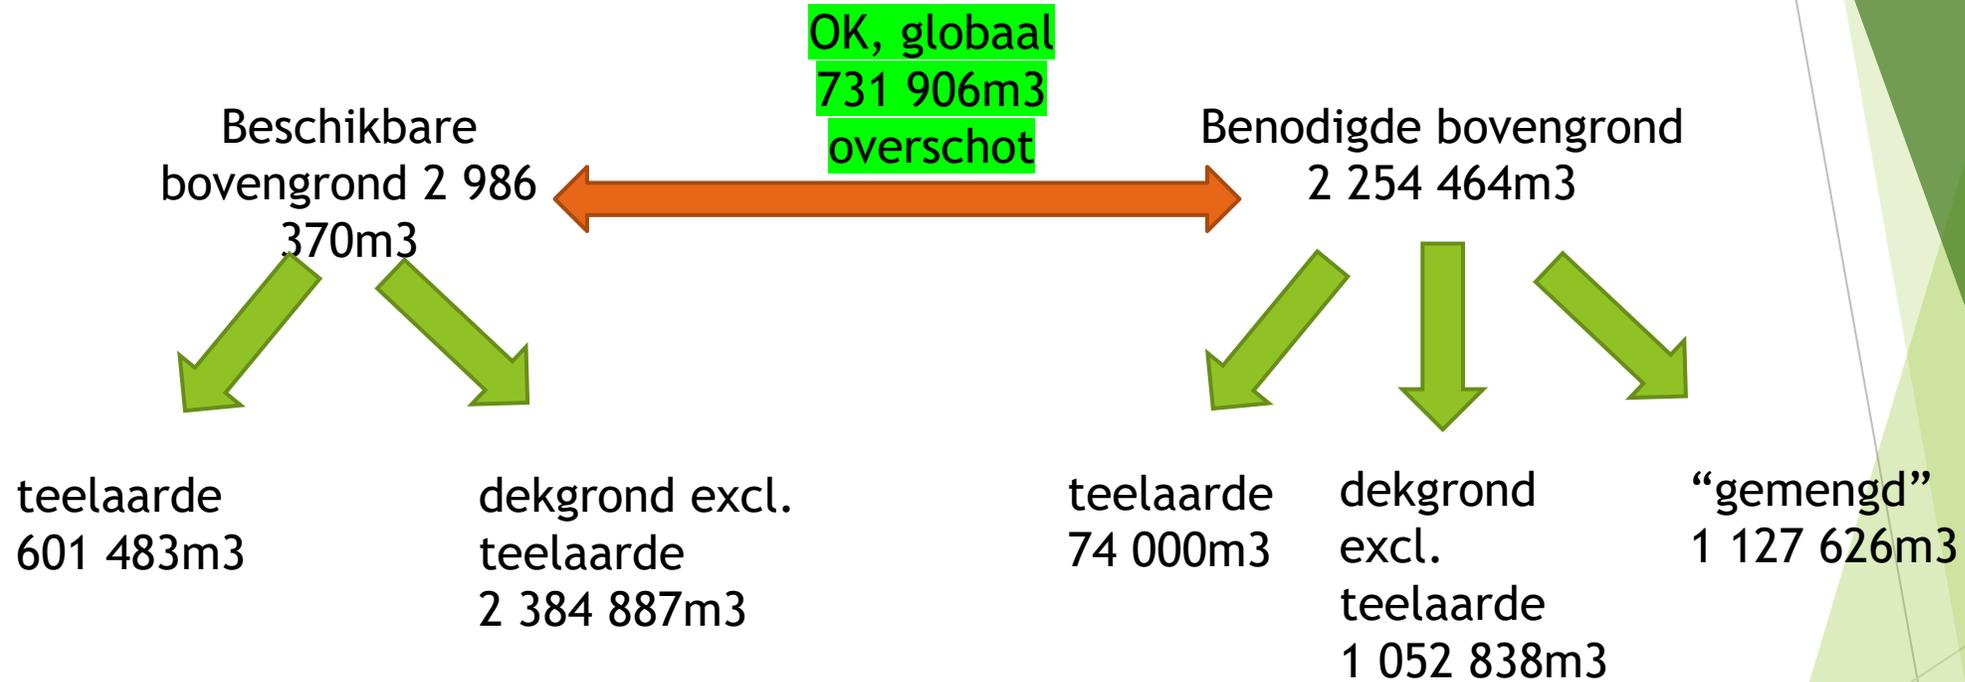 OK, globaal
731 906m3
overschot
Beschikbare
bovengrond 2 986
370m3
Benodigde bovengrond
2 254 464m3
teelaarde
601 483m3
dekgrond excl.
teelaarde
2 384 887m3
teelaarde
74 000m3
dekgrond
excl.
teelaarde
1 052 838m3
“gemengd”
1 127 626m3